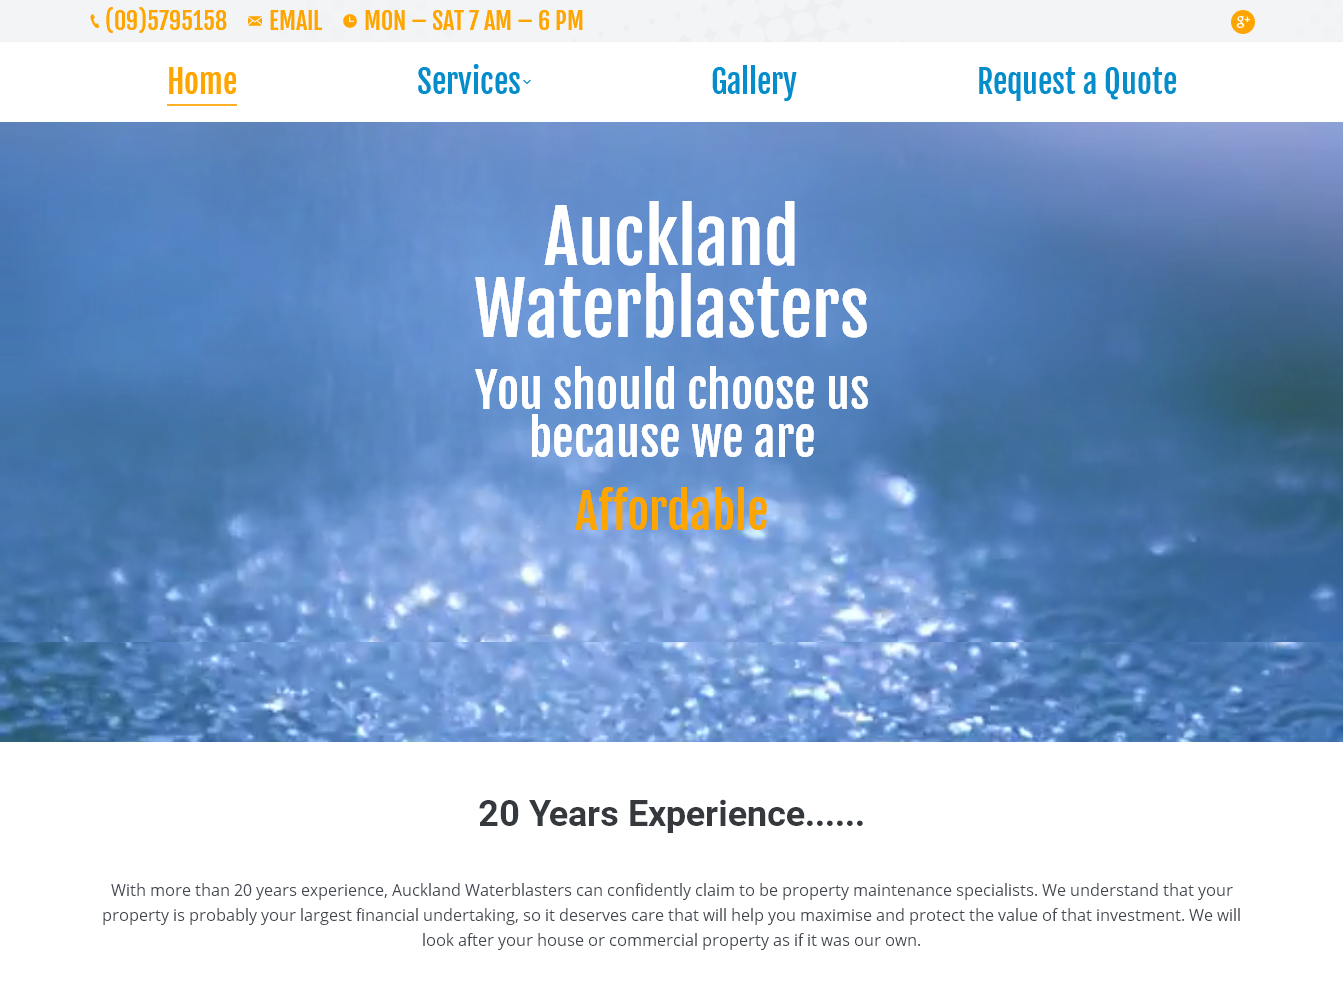 (09)5795158 EMAIL MON – SAT 7 AM – 6 PM g+
Home Services Gallery Request a Quote
Auckland
Waterblasters
You should choose us
because we are
Affordable
20 Years Experience......
With more than 20 years experience, Auckland Waterblasters can confidently claim to be property maintenance specialists. We understand that your
property is probably your largest financial undertaking, so it deserves care that will help you maximise and protect the value of that investment. We will
look after your house or commercial property as if it was our own.